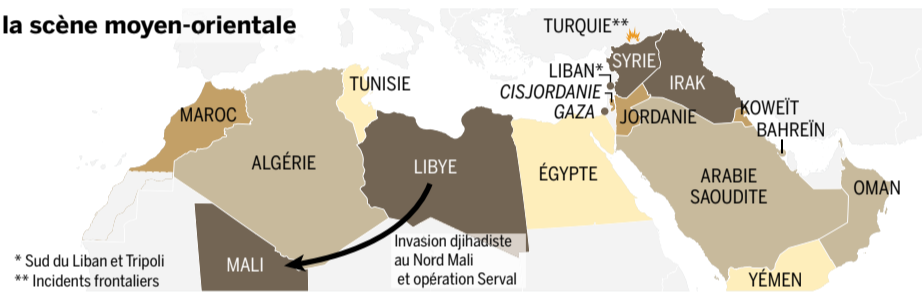 la scène moyen-orientale
TURQUIE**
SYRIE
LIBAN*
IRAK
CISJORDANIE
TUNISIE
GAZA
KOWEÏT
MAROC
JORDANIE
BAHREÏN
ALGÉRIE
LIBYE
ÉGYPTE
ARABIE
SAOUDITE
OMAN
Invasion djihadiste
au Nord Mali
et opération Serval
MALI
YÉMEN
* Sud du Liban et Tripoli
** Incidents frontaliers